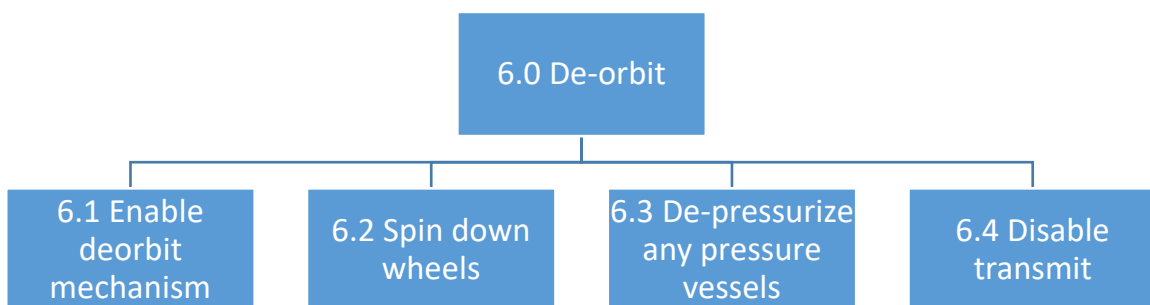 6.0 De-orbit
6.1 Enable
deorbit
mechanism
6.2 Spin down
wheels
6.3 De-pressurize
any pressure
vessels
6.4 Disable
transmit